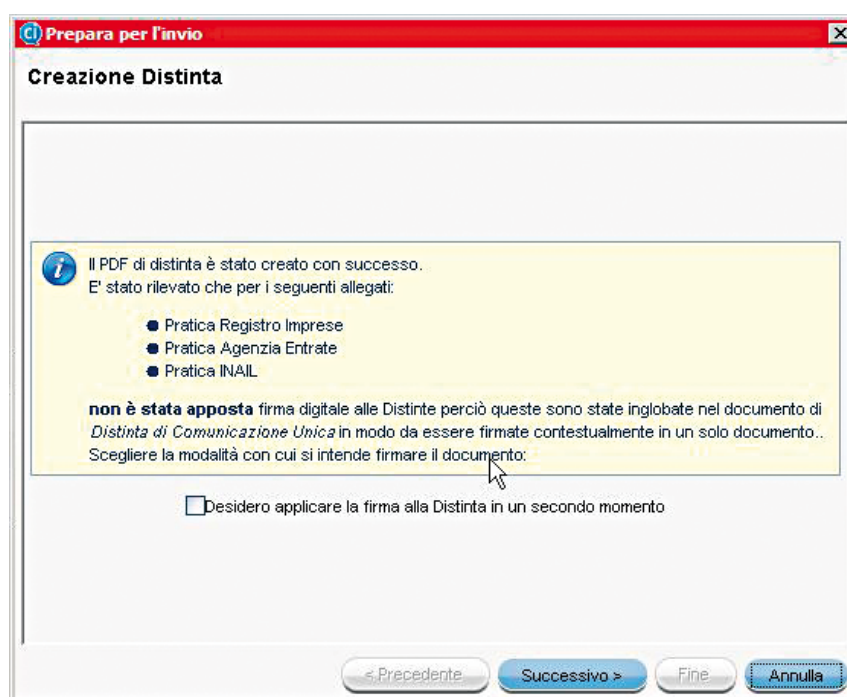 CI Prepara per l'invio
Creazione Distinta
Il PDF di distinta è stato creato con successo.
E' stato rilevato che per i seguenti allegati:
Pratica Registro Imprese
Pratica Agenzia Entrate
Pratica INAIL
non è stata apposta firma digitale alle Distinte perciò queste sono state inglobate nel documento di
Distinta di Comunicazione Unica in modo da essere firmate contestualmente in un solo documento..
Scegliere la modalità con cui si intende firmare il documento:
Desidero applicare la firma alla Distinta in un secondo momento
< Precedente Successivo > Fine Annulla